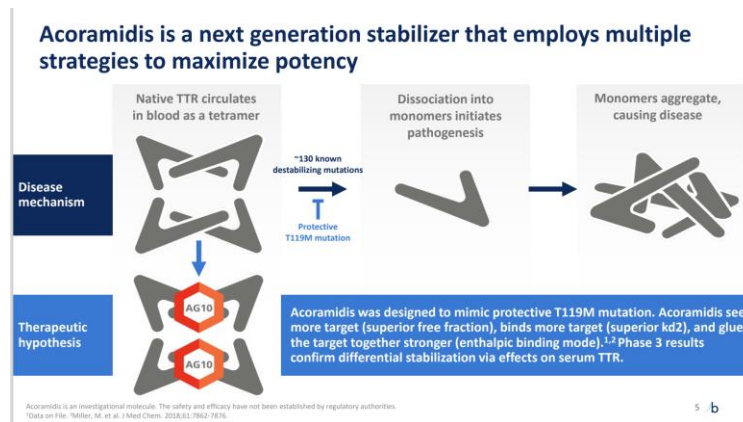 Acoramidis is a next generation stabilizer that employs multiple
strategies to maximize potency
Native TTR circulates
in blood as a tetramer
Dissociation into
monomers initiates
pathogenesis
Monomers aggregate,
causing disease
Disease
mechanism
~130 known
destabilizing mutations
Protective
T119M mutation
AG10
AG10
Therapeutic
hypothesis
Acoramidis was designed to mimic protective T119M mutation. Acoramidis see
more target (superior free fraction), binds more target (superior kd2), and glue
the target together stronger (enthalpic binding mode).1,2 Phase 3 results
confirm differential stabilization via effects on serum TTR.
Acoramidis is an investigational molecule. The safety and efficacy have not been established by regulatory authorities.
1Data on File. 2Miller, M. et al. J Med Chem. 2018;61:7862-7876.
5
b